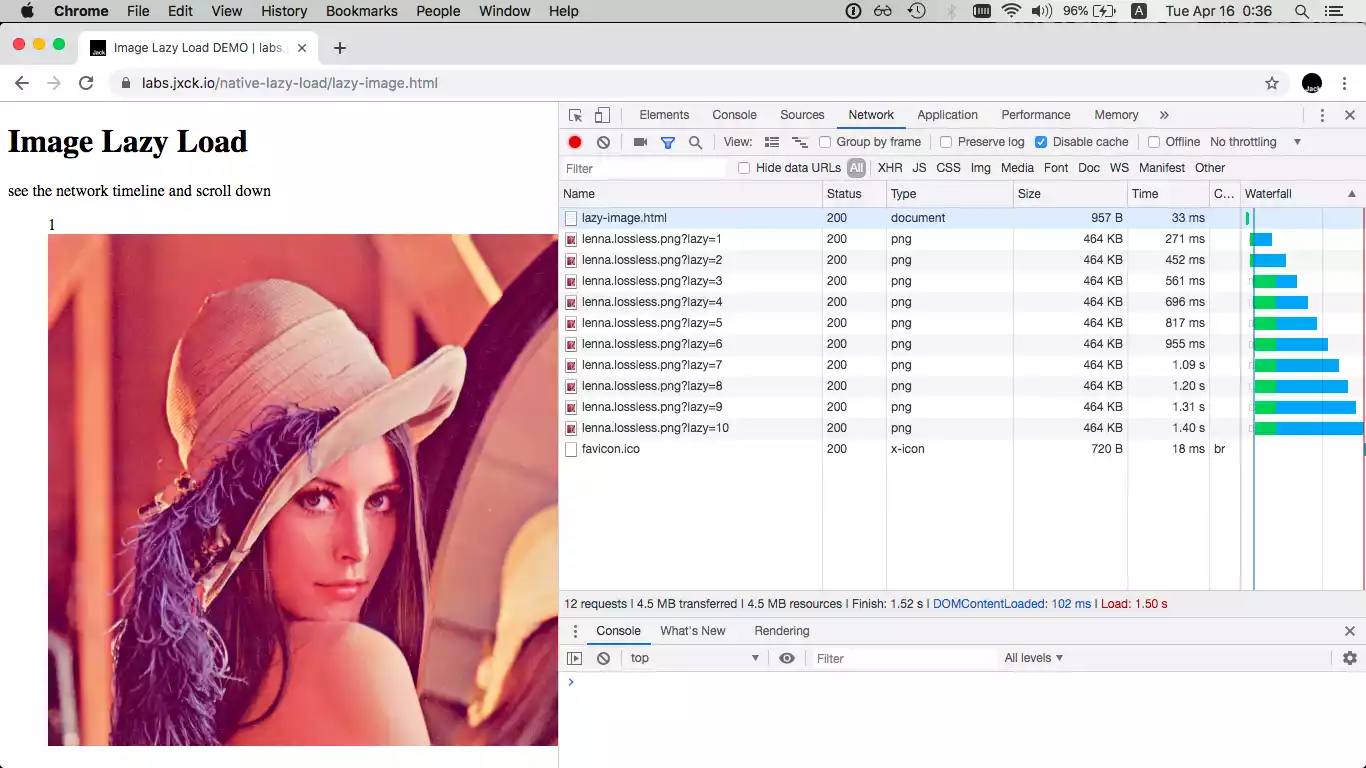 Chrome File Edit View History Bookmarks People Window Help 96% A Tue Apr 16 0:36
Image Lazy Load DEMO | labs.
labs.jxck.io/native-lazy-load/lazy-image.html
Image Lazy Load
see the network timeline and scroll down
1
Elements Console Sources Network Application Performance Memory
View: Group by frame Preserve log Disable cache Offline No throttling
Filter Hide data URLs All XHR JS CSS Img Media Font Doc WS Manifest Other
Name Status Type Size Time C... Waterfall
lazy-image.html 200 document 957 B 33 ms
lenna.lossless.png?lazy=1 200 png 464 KB 271 ms
lenna.lossless.png?lazy=2 200 png 464 KB 452 ms
lenna.lossless.png?lazy=3 200 png 464 KB 561 ms
lenna.lossless.png?lazy=4 200 png 464 KB 696 ms
lenna.lossless.png?lazy=5 200 png 464 KB 817 ms
lenna.lossless.png?lazy=6 200 png 464 KB 955 ms
lenna.lossless.png?lazy=7 200 png 464 KB 1.09 s
lenna.lossless.png?lazy=8 200 png 464 KB 1.20 s
lenna.lossless.png?lazy=9 200 png 464 KB 1.31 s
lenna.lossless.png?lazy=10 200 png 464 KB 1.40 s
favicon.ico 200 x-icon 720 B 18 ms br
12 requests | 4.5 MB transferred | 4.5 MB resources | Finish: 1.52 s | DOMContentLoaded: 102 ms | Load: 1.50 s
Console What's New Rendering
top Filter All levels